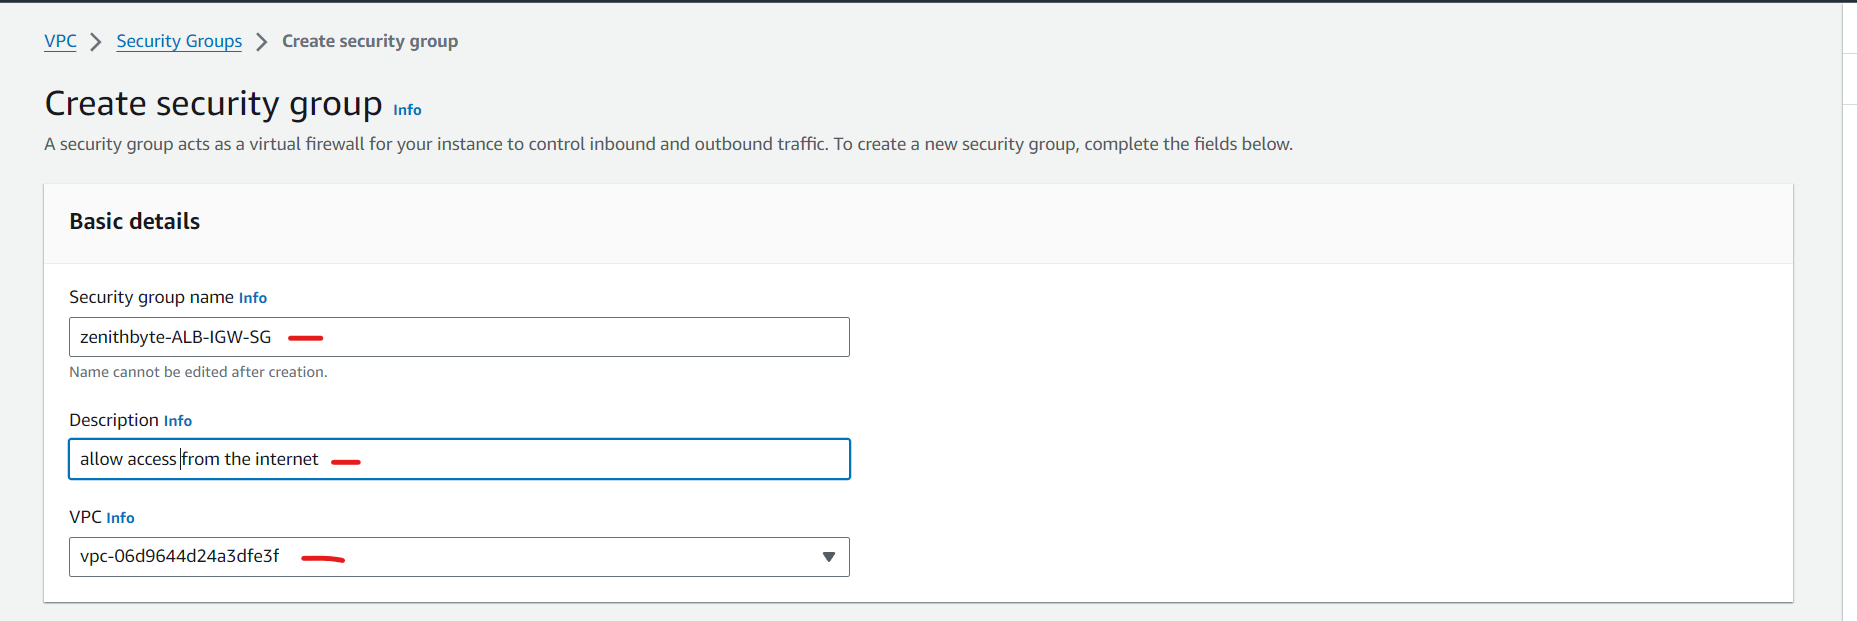 VPC > Security Groups > Create security group
Create security group Info
A security group acts as a virtual firewall for your instance to control inbound and outbound traffic. To create a new security group, complete the fields below.
Basic details
Security group name Info
zenithbyte-ALB-IGW-SG
Name cannot be edited after creation.
Description Info
allow access from the internet
VPC Info
vpc-06d9644d24a3dfe3f